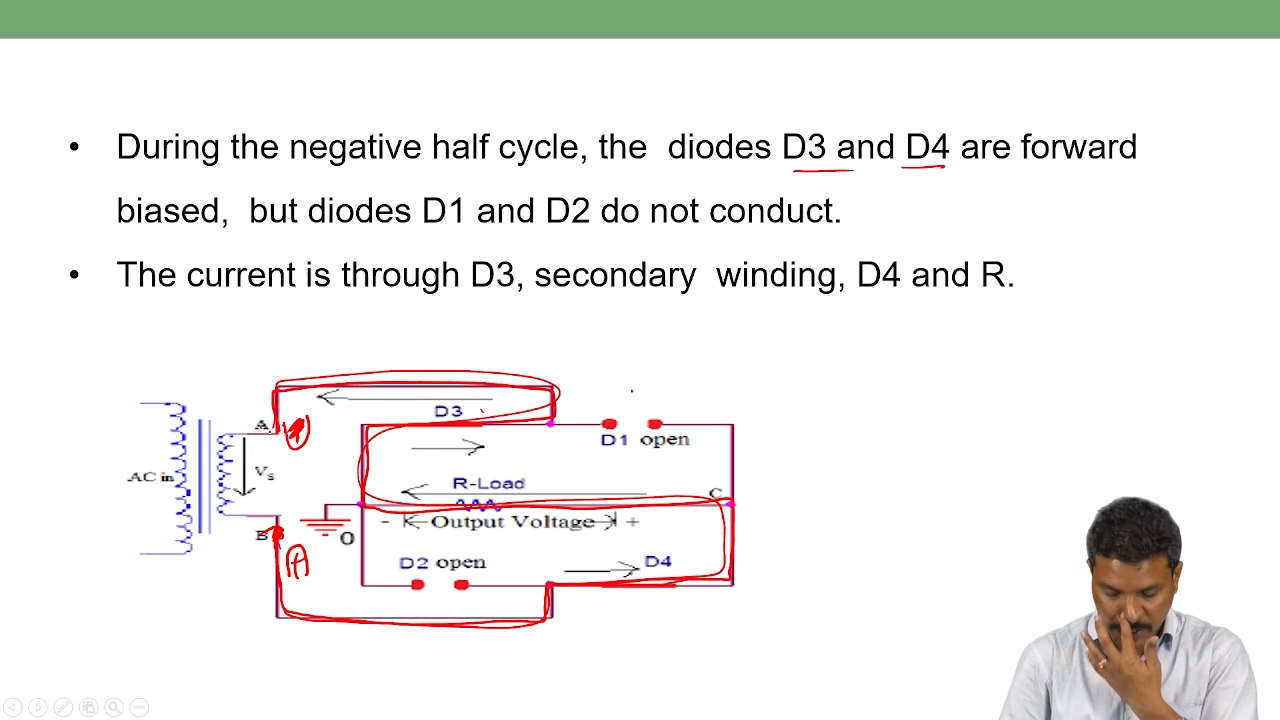 • During the negative half cycle, the diodes D3 and D4 are forward
biased, but diodes D1 and D2 do not conduct.
• The current is through D3, secondary winding, D4 and R.
D3
A
D1 open
AC in
Vs
R-Load
C
- Output Voltage +
B
0
(+)
D2 open
D4